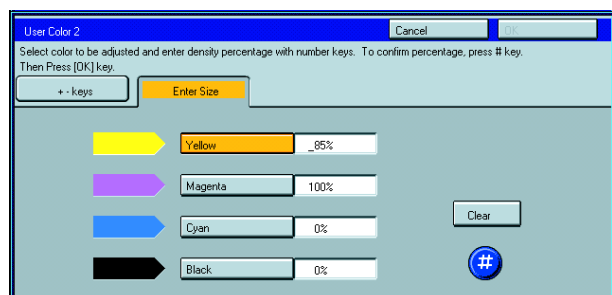 User Color 2
Cancel
OK
Select color to be adjusted and enter density percentage with number keys. To confirm percentage, press # key.
Then Press [OK] key.
+ - keys
Enter Size
Yellow
_85%
Magenta
100%
Clear
Cyan
0%
#
Black
0%